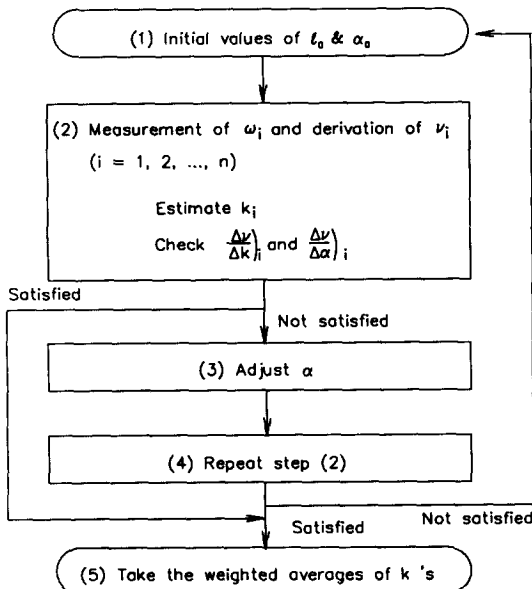 (1) Initial values of ℓₒ & αₒ
(2) Measurement of ωᵢ and derivation of νᵢ
(i = 1, 2, ..., n)
Estimate kᵢ
Check Δν/Δk)ᵢ and Δν/Δα)ᵢ
Satisfied
Not satisfied
(3) Adjust α
(4) Repeat step (2)
Satisfied
Not satisfied
(5) Take the weighted averages of k 's